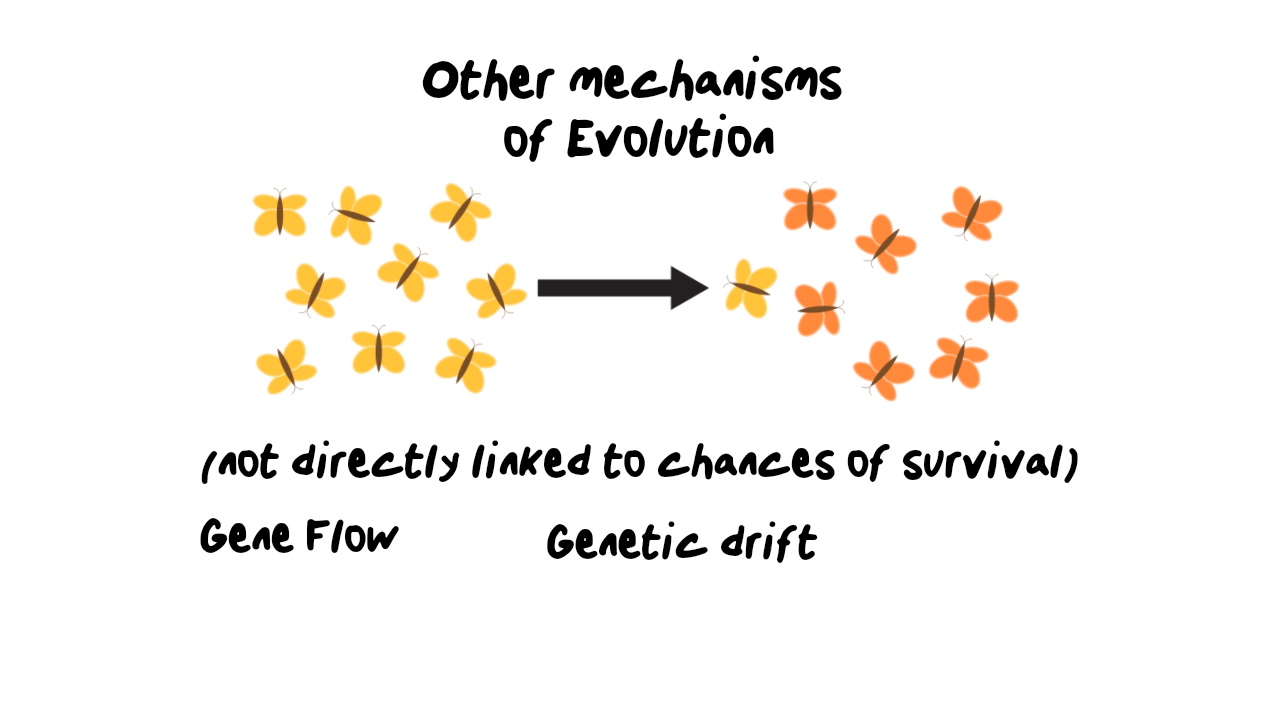 Other mechanisms
of Evolution
(not directly linked to chances of survival)
Gene Flow
Genetic drift